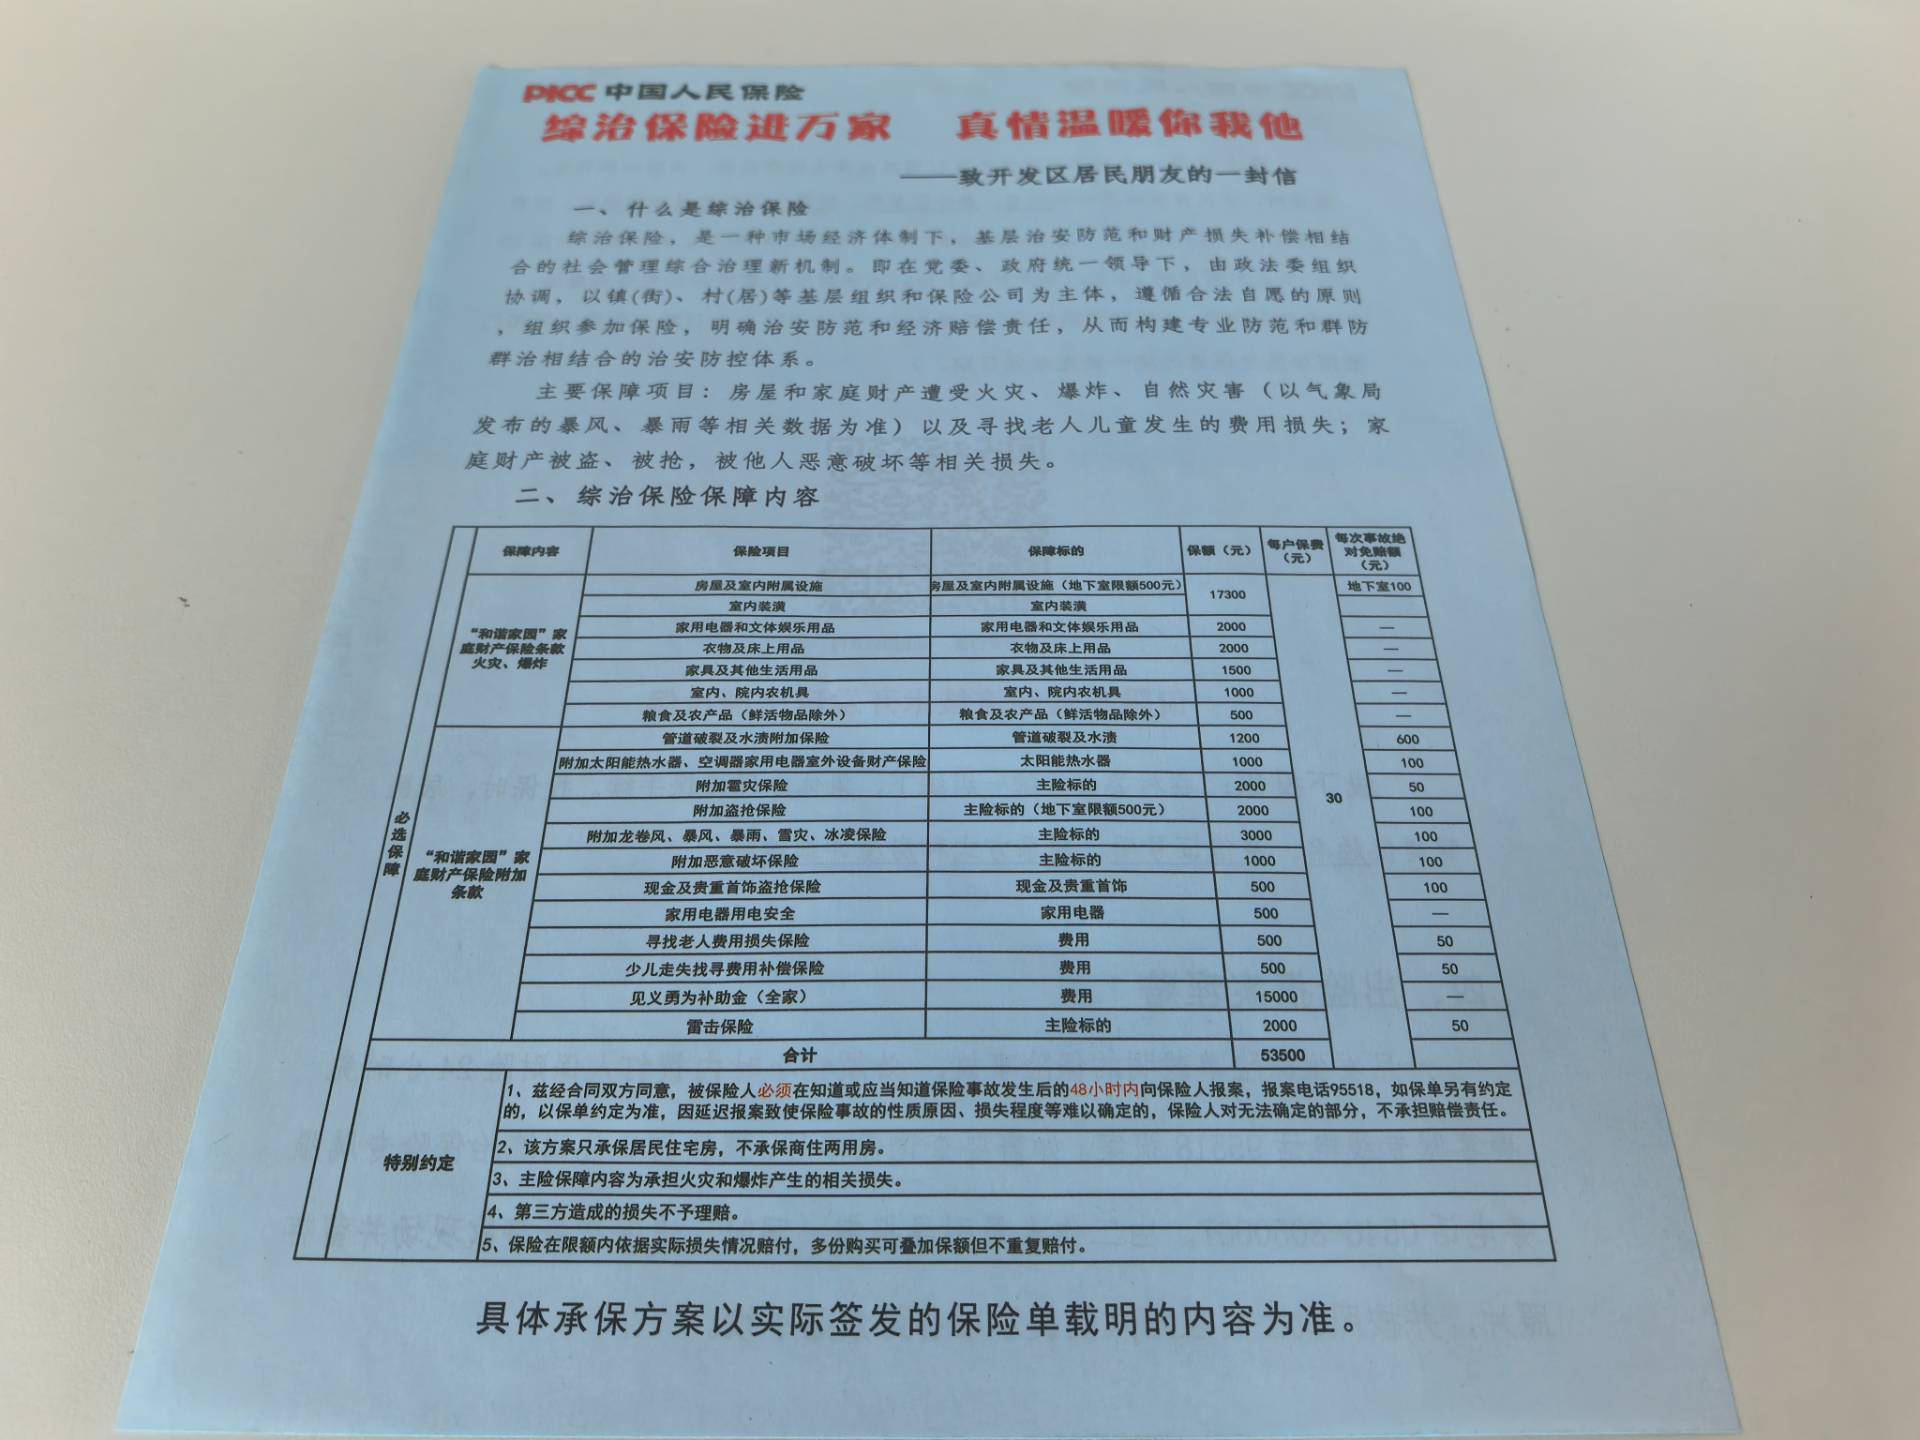 PICC 中国人民保险
综治保险进万家 真情温暖你我他
——致开发区居民朋友的一封信
一、什么是综治保险
综治保险，是一种市场经济体制下，基层治安防范和财产损失补偿相结
合的社会管理综合治理新机制。即在党委、政府统一领导下，由政法委组织
协调，以镇(街)、村(居)等基层组织和保险公司为主体，遵循合法自愿的原则
，组织参加保险，明确治安防范和经济赔偿责任，从而构建专业防范和群防
群治相结合的治安防控体系。
主要保障项目：房屋和家庭财产遭受火灾、爆炸、自然灾害（以气象局
发布的暴风、暴雨等相关数据为准）以及寻找老人儿童发生的费用损失；家
庭财产被盗、被抢，被他人恶意破坏等相关损失。
二、综治保险保障内容
保障内容 保险项目 保障标的 保额（元） 每户保费（元） 每次事故绝对免赔额（元）
必选保障
“和谐家园”家庭财产保险条款火灾、爆炸
房屋及室内附属设施 房屋及室内附属设施（地下室限额500元） 17300 地下室100
室内装潢 室内装潢
家用电器和文体娱乐用品 家用电器和文体娱乐用品 2000 —
衣物及床上用品 衣物及床上用品 2000 —
家具及其他生活用品 家具及其他生活用品 1500 —
室内、院内农机具 室内、院内农机具 1000 —
粮食及农产品（鲜活物品除外） 粮食及农产品（鲜活物品除外） 500 —
“和谐家园”家庭财产保险附加条款
管道破裂及水渍附加保险 管道破裂及水渍 1200 600
附加太阳能热水器、空调器家用电器室外设备财产保险 太阳能热水器 1000 100
附加雹灾保险 主险标的 2000 30 50
附加盗抢保险 主险标的（地下室限额500元） 2000 100
附加龙卷风、暴风、暴雨、雪灾、冰凌保险 主险标的 3000 100
附加恶意破坏保险 主险标的 1000 100
现金及贵重首饰盗抢保险 现金及贵重首饰 500 100
家用电器用电安全 家用电器 500 —
寻找老人费用损失保险 费用 500 50
少儿走失找寻费用补偿保险 费用 500 50
见义勇为补助金（全家） 费用 15000 —
雷击保险 主险标的 2000 50
合计 53500
特别约定
1、兹经合同双方同意，被保险人必须在知道或应当知道保险事故发生后的48小时内向保险人报案，报案电话95518，如保单另有约定
的，以保单约定为准，因延迟报案致使保险事故的性质原因、损失程度等难以确定的，保险人对无法确定的部分，不承担赔偿责任。
2、该方案只承保居民住宅房，不承保商住两用房。
3、主险保障内容为承担火灾和爆炸产生的相关损失。
4、第三方造成的损失不予理赔。
5、保险在限额内依据实际损失情况赔付，多份购买可叠加保额但不重复赔付。
具体承保方案以实际签发的保险单载明的内容为准。